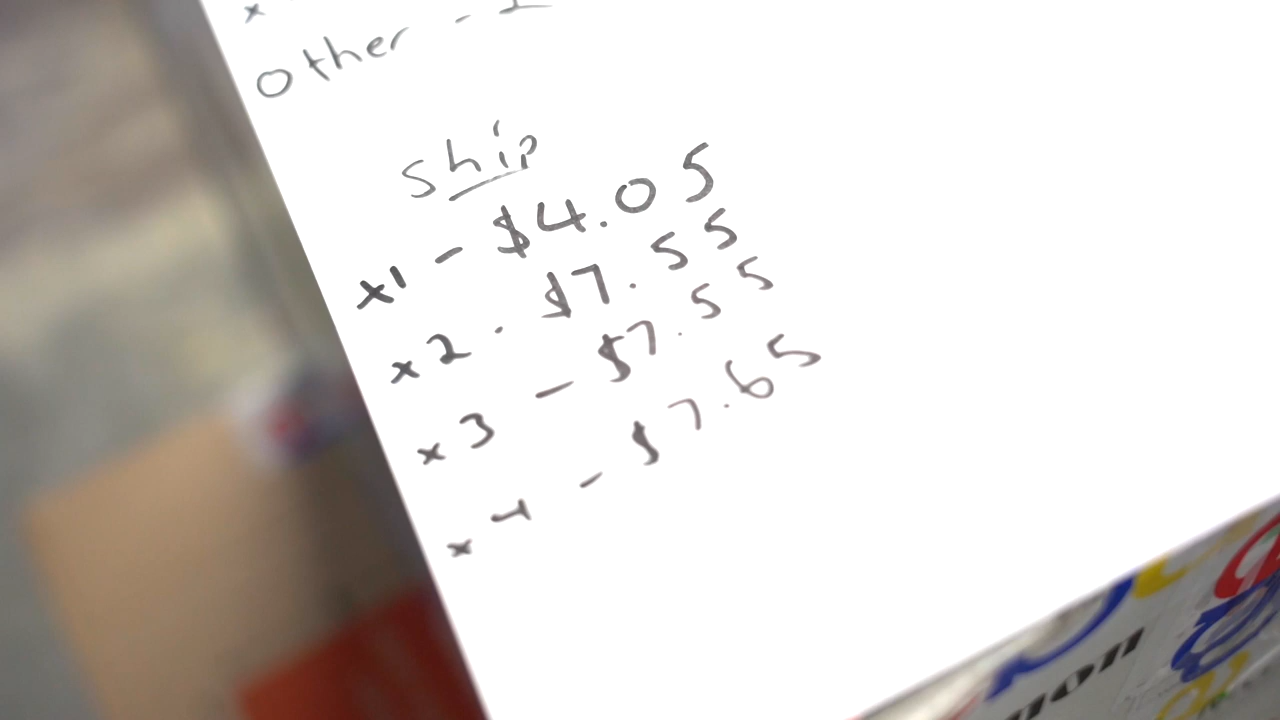 x
Other -
Ship
x1 - $4.05
x2 - $7.55
x3 - $7.55
x4 - $7.65